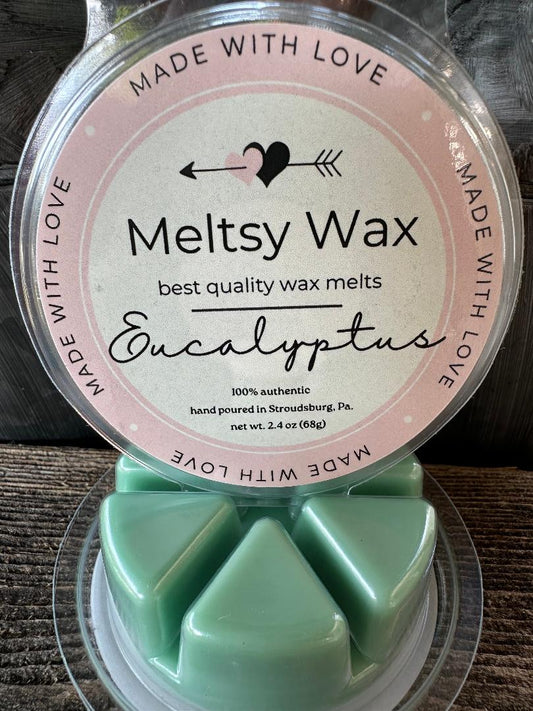 MADE WITH LOVE
MADE WITH LOVE
MADE WITH LOVE
MADE WITH LOVE
Meltsy Wax
best quality wax melts
Eucalyptus
100% authentic
hand poured in Stroudsburg, Pa.
net wt. 2.4 oz (68g)